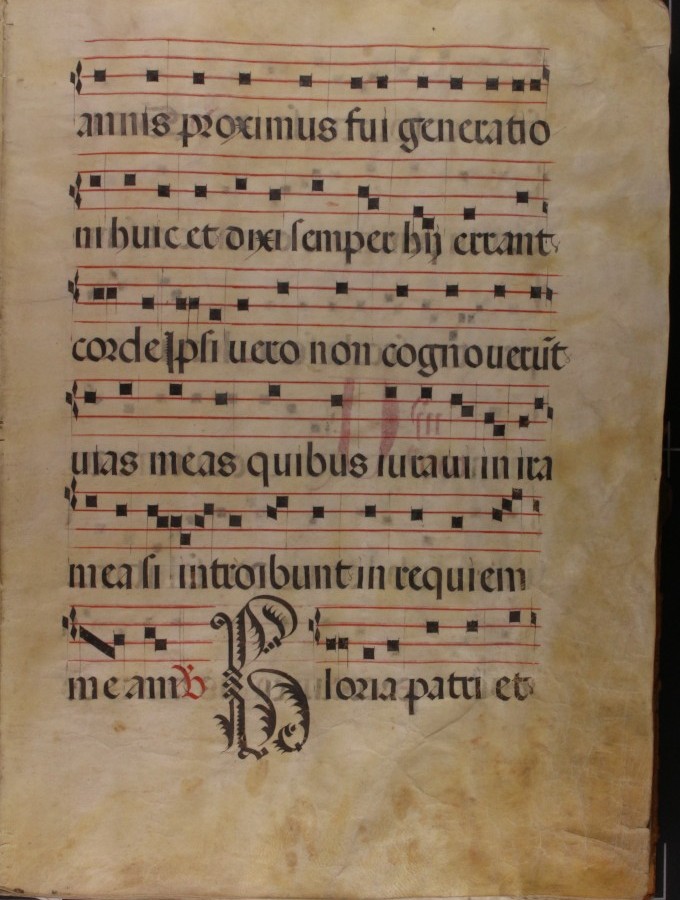 annis proximus fui generatio
ni huic et dixi semper hij errant
corde Ipsi uero non cognouerūt
uias meas quibus iuraui in ira
mea si introibunt in requiem
meam R loria patri et